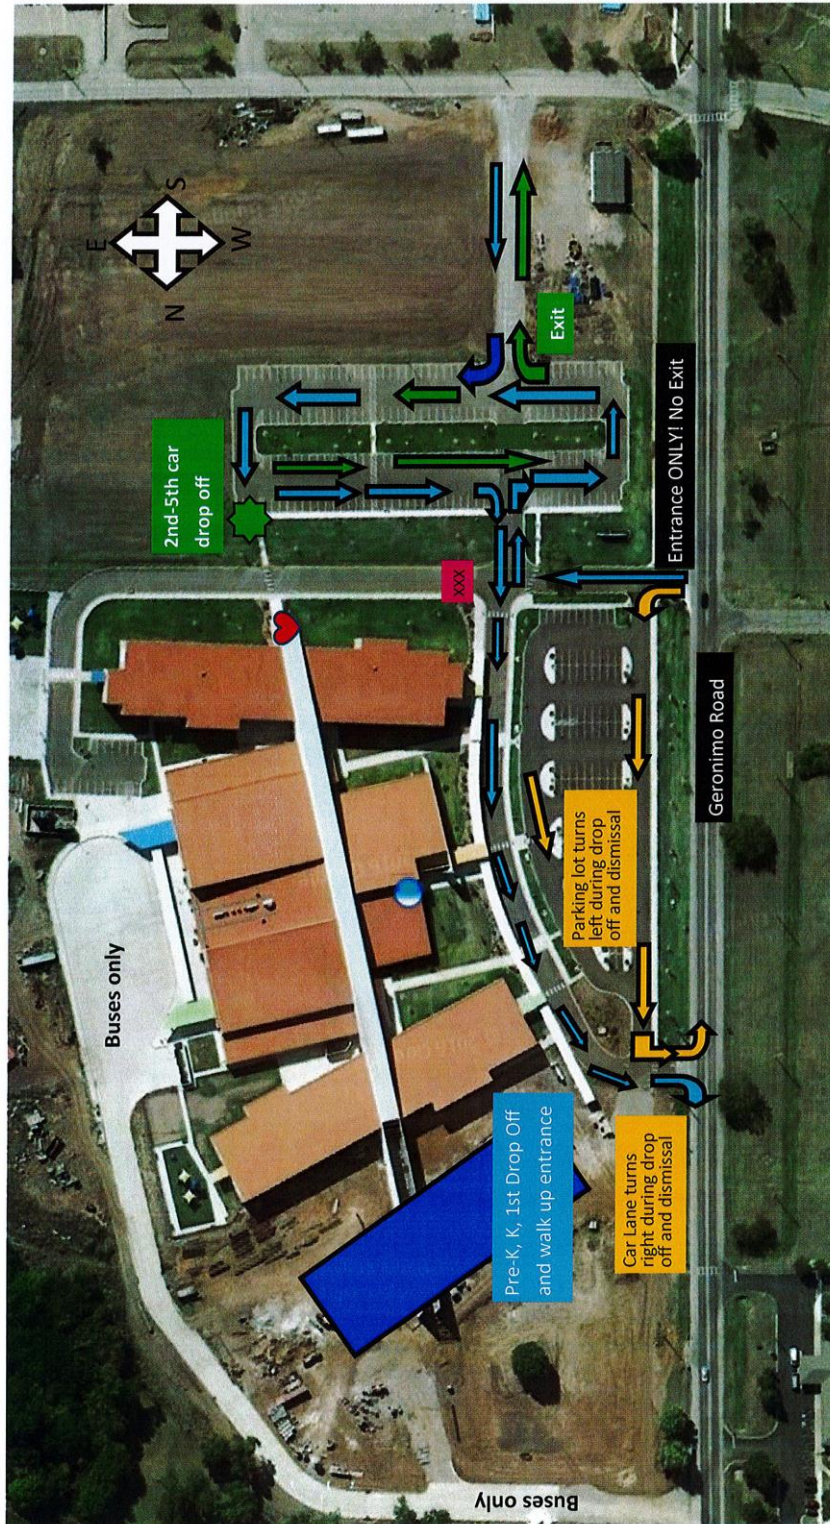 E
S
N
W
2nd-5th car
drop off
Exit
XXX
Entrance ONLY! No Exit
Geronimo Road
Buses only
Parking lot turns
left during drop
off and dismissal
Pre-K, K, 1st Drop Off
and walk up entrance
Car Lane turns
right during drop
off and dismissal
Buses only